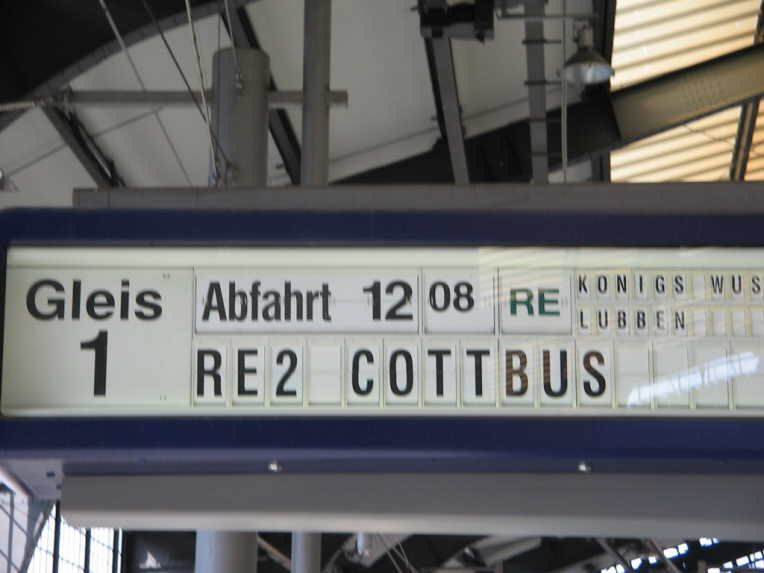 Gleis
1
Abfahrt 12 08 RE
KONIGS WUS
LUBBEN
RE2 COTTBUS